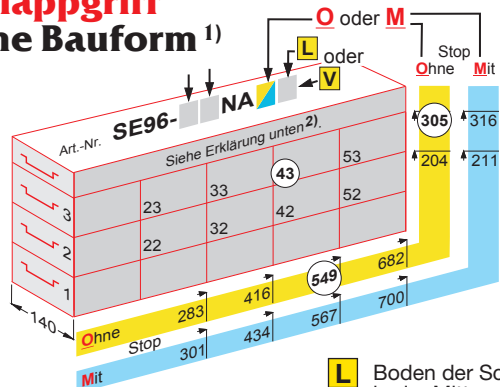 appgriff
ne Bauform 1)
O oder M
L oder
V
Stop
Ohne Mit
Art.-Nr. SE96- NA
Siehe Erklärung unten 2).
305 316
204 211
43 53
33
23
52
42
32
22
3
2
1
140
Ohne 283 416 549 682
Stop
Mit 301 434 567 700
L Boden der Sc